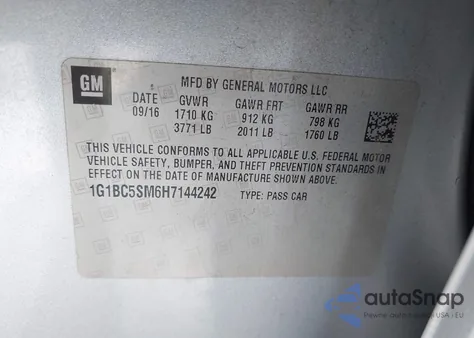 GM
MFD BY GENERAL MOTORS LLC
DATE GVWR GAWR FRT GAWR RR
09/16 1710 KG 912 KG 798 KG
3771 LB 2011 LB 1760 LB
THIS VEHICLE CONFORMS TO ALL APPLICABLE U.S. FEDERAL MOTOR
VEHICLE SAFETY, BUMPER, AND THEFT PREVENTION STANDARDS IN
EFFECT ON THE DATE OF MANUFACTURE SHOWN ABOVE.
1G1BC5SM6H7144242 TYPE: PASS CAR
autoSnap